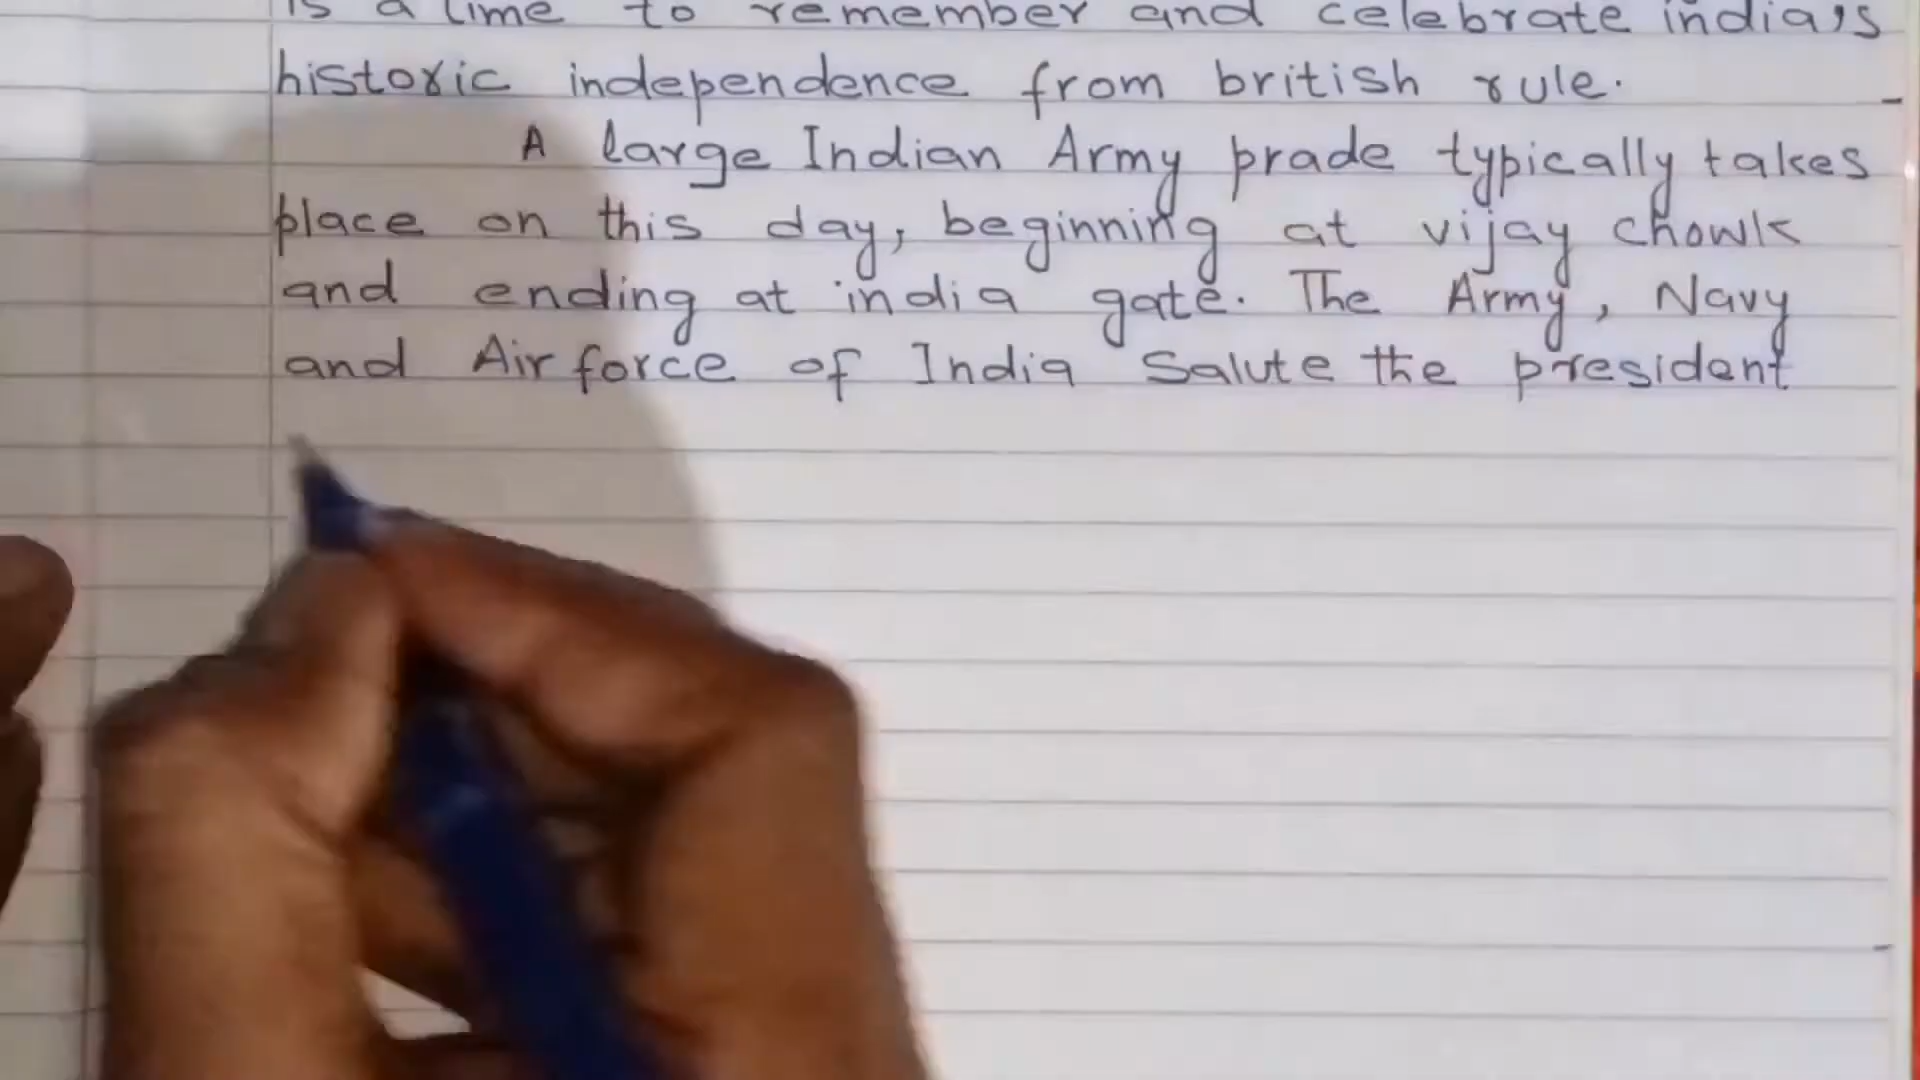 is a time to remember and celebrate india's
historic independence from british rule.
A large Indian Army prade typically takes
place on this day, beginning at vijay chowk
and ending at india gate. The Army, Navy
and Air force of India Salute the president